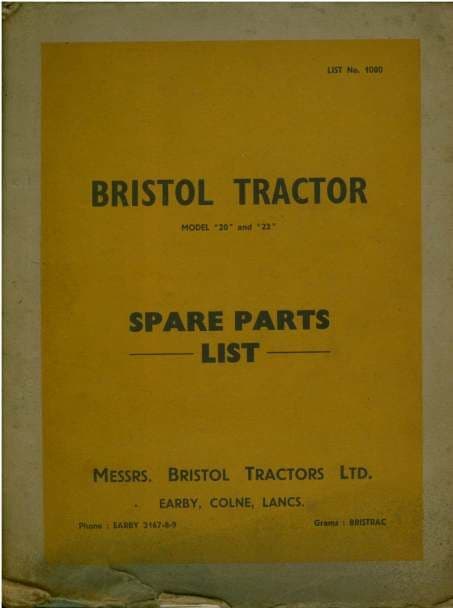 LIST No. 1080
BRISTOL TRACTOR
MODEL "20" and "22"
SPARE PARTS
LIST
MESSRS. BRISTOL TRACTORS LTD.
EARBY, COLNE, LANCS.
Phone : EARBY 3167-8-9
Grams : BRISTRAC